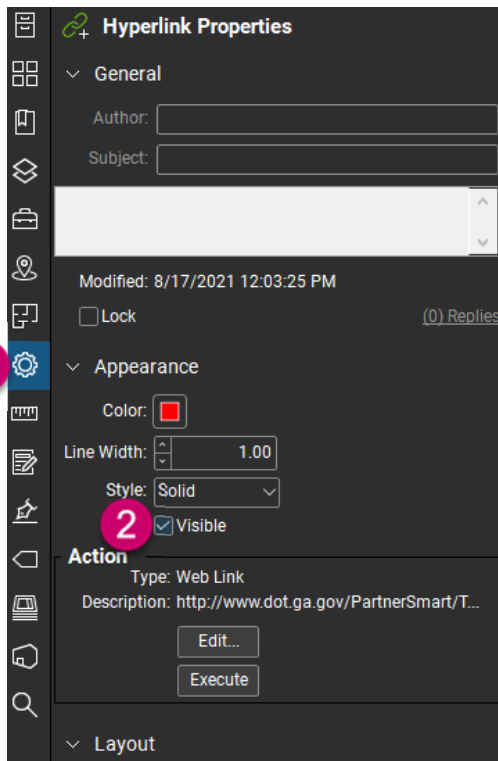 Hyperlink Properties
General
Author:
Subject:
Modified: 8/17/2021 12:03:25 PM
Lock (0) Replies
Appearance
Color:
Line Width: 1.00
Style: Solid
2 Visible
Action
Type: Web Link
Description: http://www.dot.ga.gov/PartnerSmart/T...
Edit...
Execute
Layout